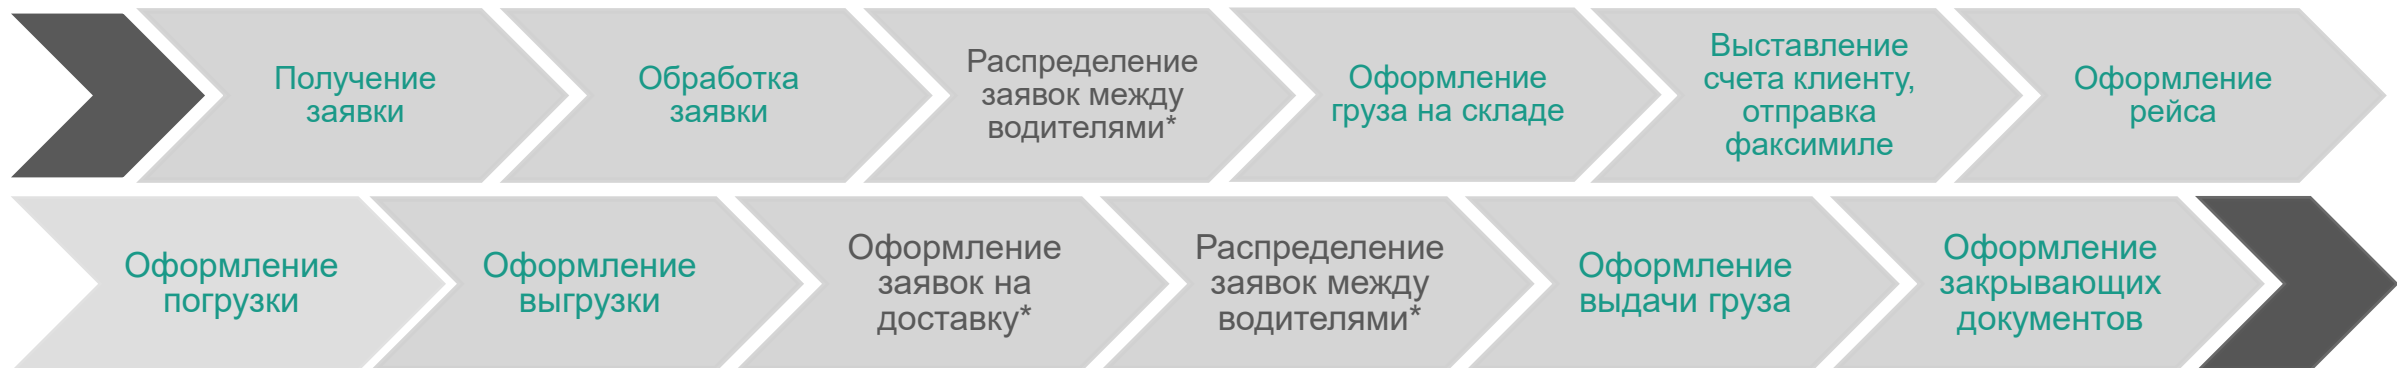 Получение
заявки
Обработка
заявки
Распределение
заявок между
водителями*
Оформление
груза на складе
Выставление
счета клиенту,
отправка
факсимиле
Оформление
рейса
Оформление
погрузки
Оформление
выгрузки
Оформление
заявок на
доставку*
Распределение
заявок между
водителями*
Оформление
выдачи груза
Оформление
закрывающих
документов